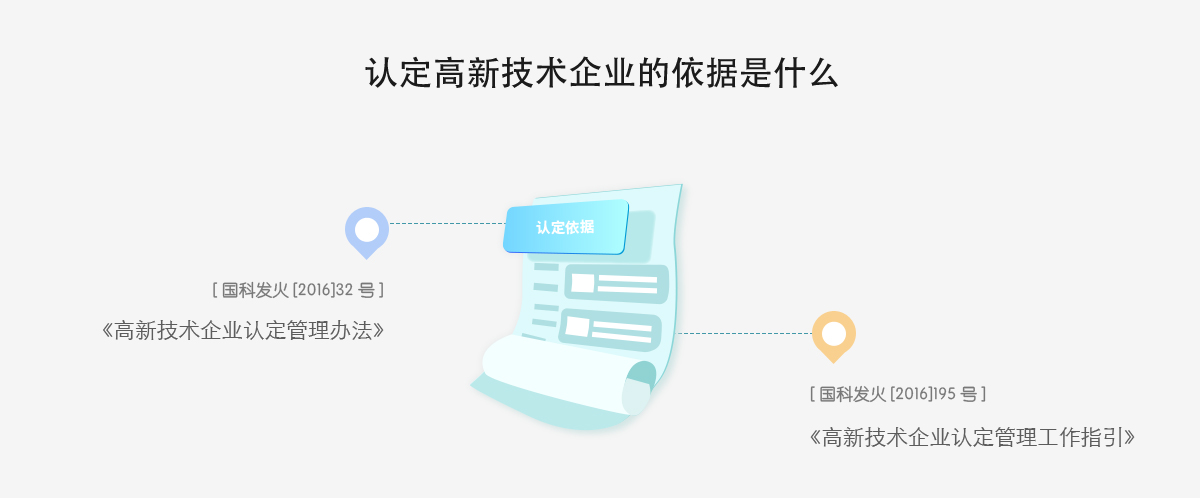 认定高新技术企业的依据是什么
认定依据
[ 国科发火 [2016]32 号 ]
《高新技术企业认定管理办法》
[ 国科发火 [2016]195 号 ]
《高新技术企业认定管理工作指引》